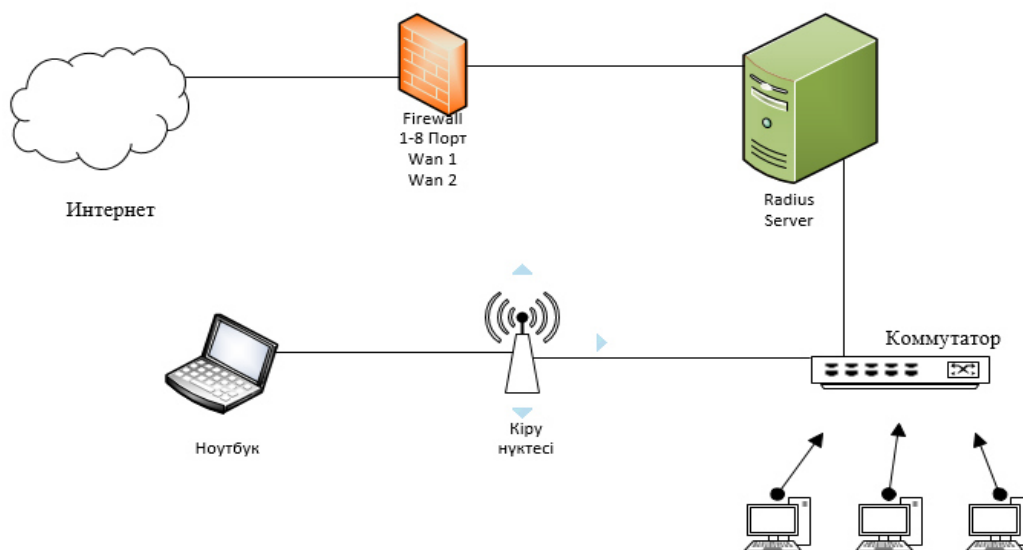 Интернет
Firewall
1-8 Порт
Wan 1
Wan 2
Radius
Server
Ноутбук
Кіру
нүктесі
Коммутатор